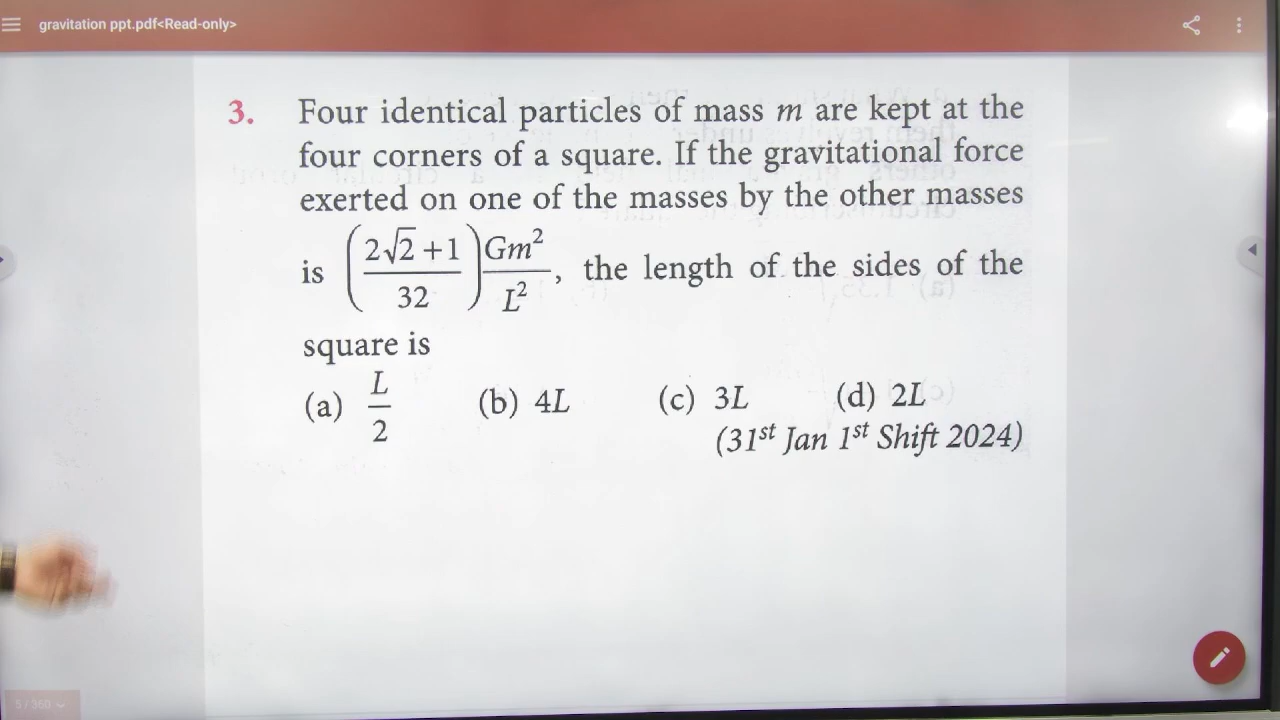 gravitation ppt.pdf<Read-only>
3. Four identical particles of mass m are kept at the
four corners of a square. If the gravitational force
exerted on one of the masses by the other masses
is (2√2+1/32) Gm²/L², the length of the sides of the
square is
(a) L/2 (b) 4L (c) 3L (d) 2L
(31st Jan 1st Shift 2024)
5 / 360